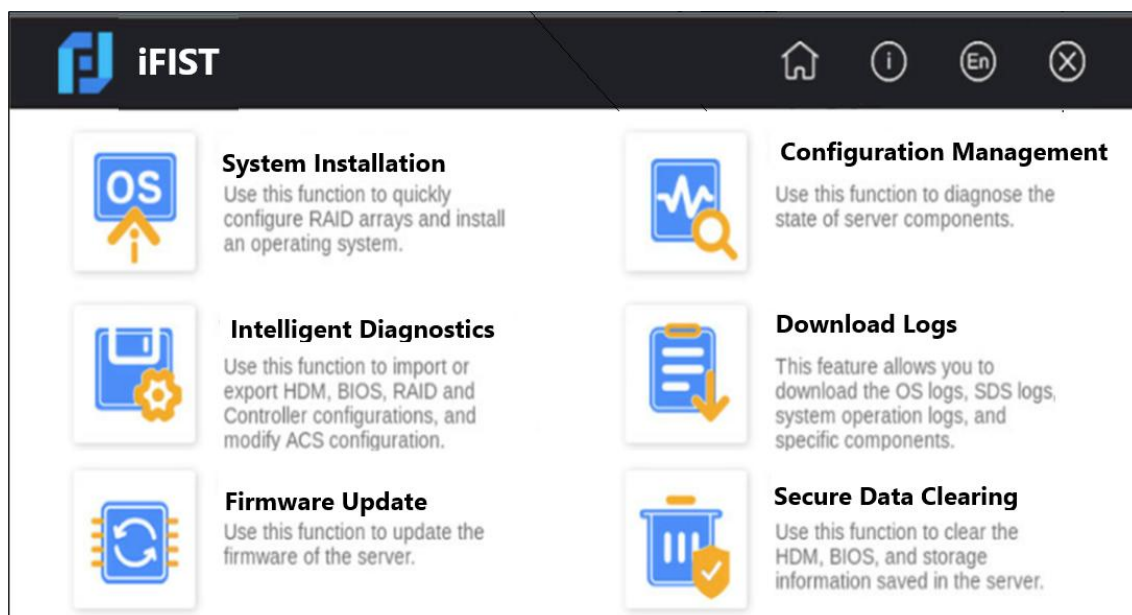 iFIST
i
En
OS
System Installation
Use this function to quickly
configure RAID arrays and install
an operating system.
Configuration Management
Use this function to diagnose the
state of server components.
Intelligent Diagnostics
Use this function to import or
export HDM, BIOS, RAID and
Controller configurations, and
modify ACS configuration.
Download Logs
This feature allows you to
download the OS logs, SDS logs,
system operation logs, and
specific components.
Firmware Update
Use this function to update the
firmware of the server.
Secure Data Clearing
Use this function to clear the
HDM, BIOS, and storage
information saved in the server.